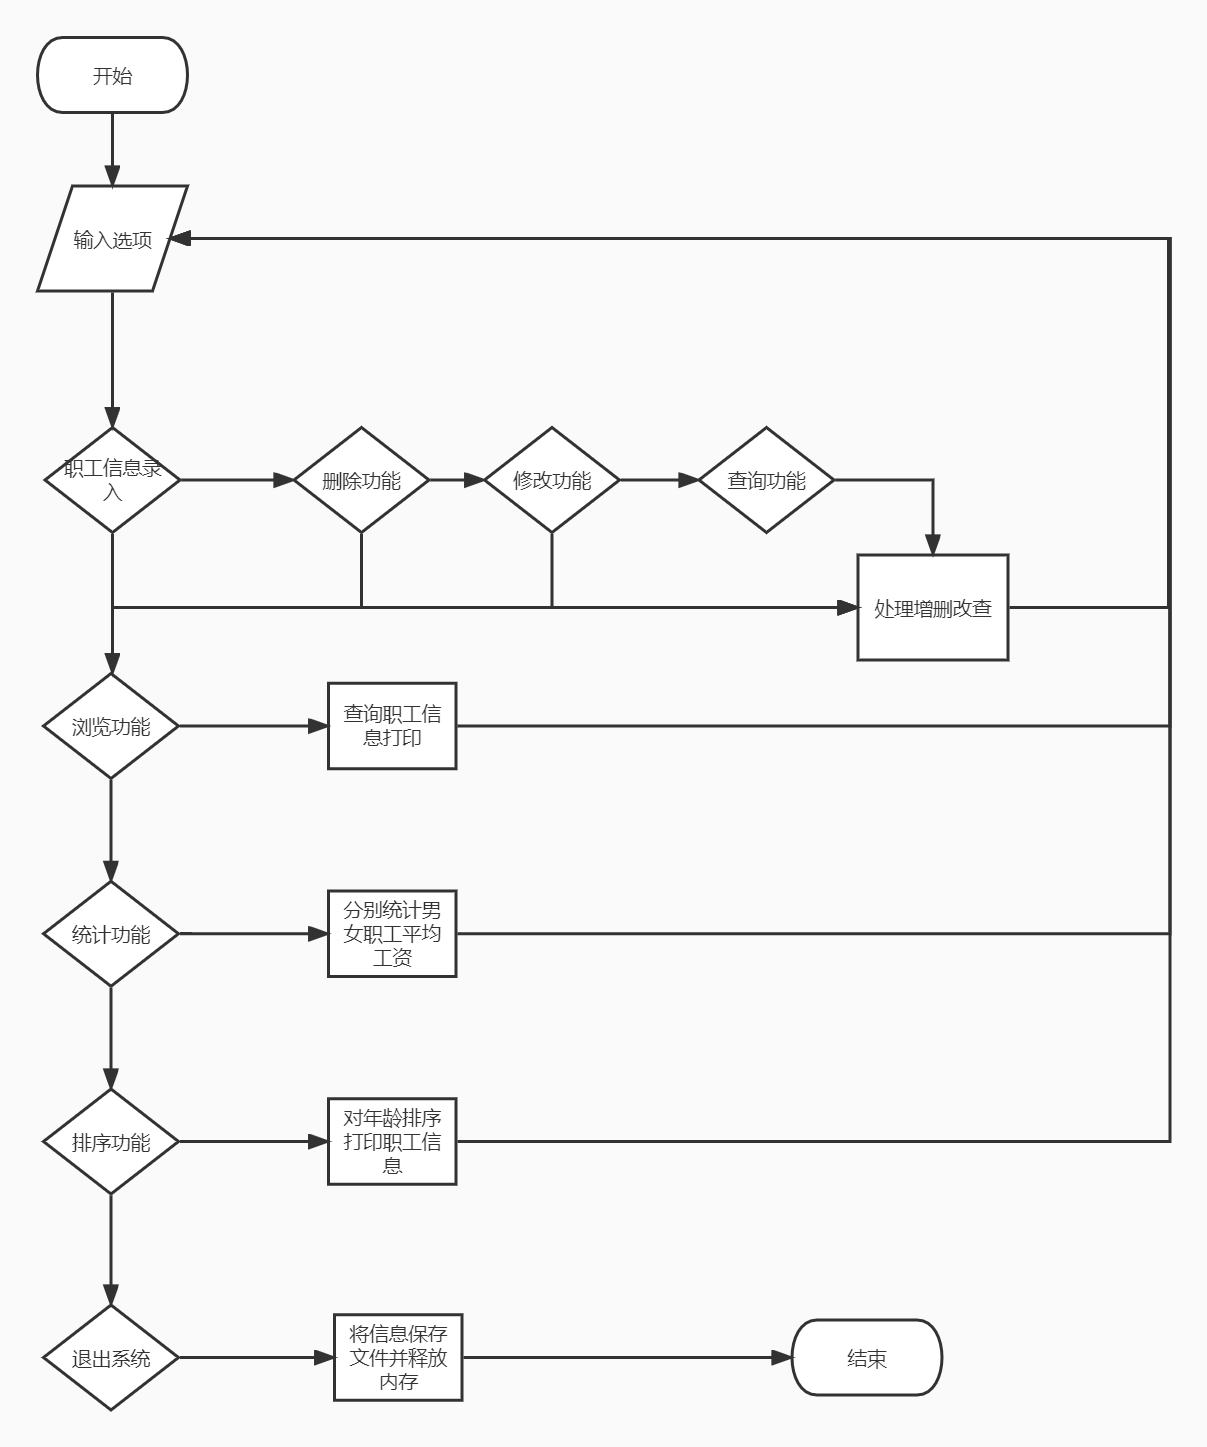 开始
输入选项
职工信息录
入
删除功能
修改功能
查询功能
处理增删改查
浏览功能
查询职工信
息打印
统计功能
分别统计男
女职工平均
工资
排序功能
对年龄排序
打印职工信
息
退出系统
将信息保存
文件并释放
内存
结束